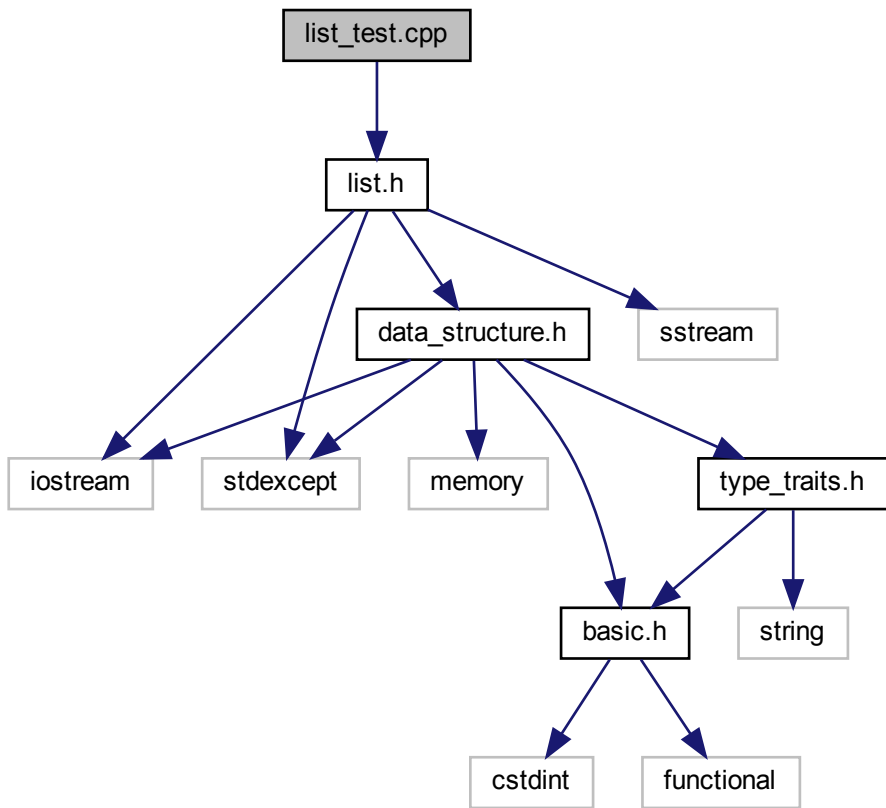 list_test.cpp
list.h
data_structure.h
sstream
iostream
stdexcept
memory
type_traits.h
basic.h
string
cstdint
functional